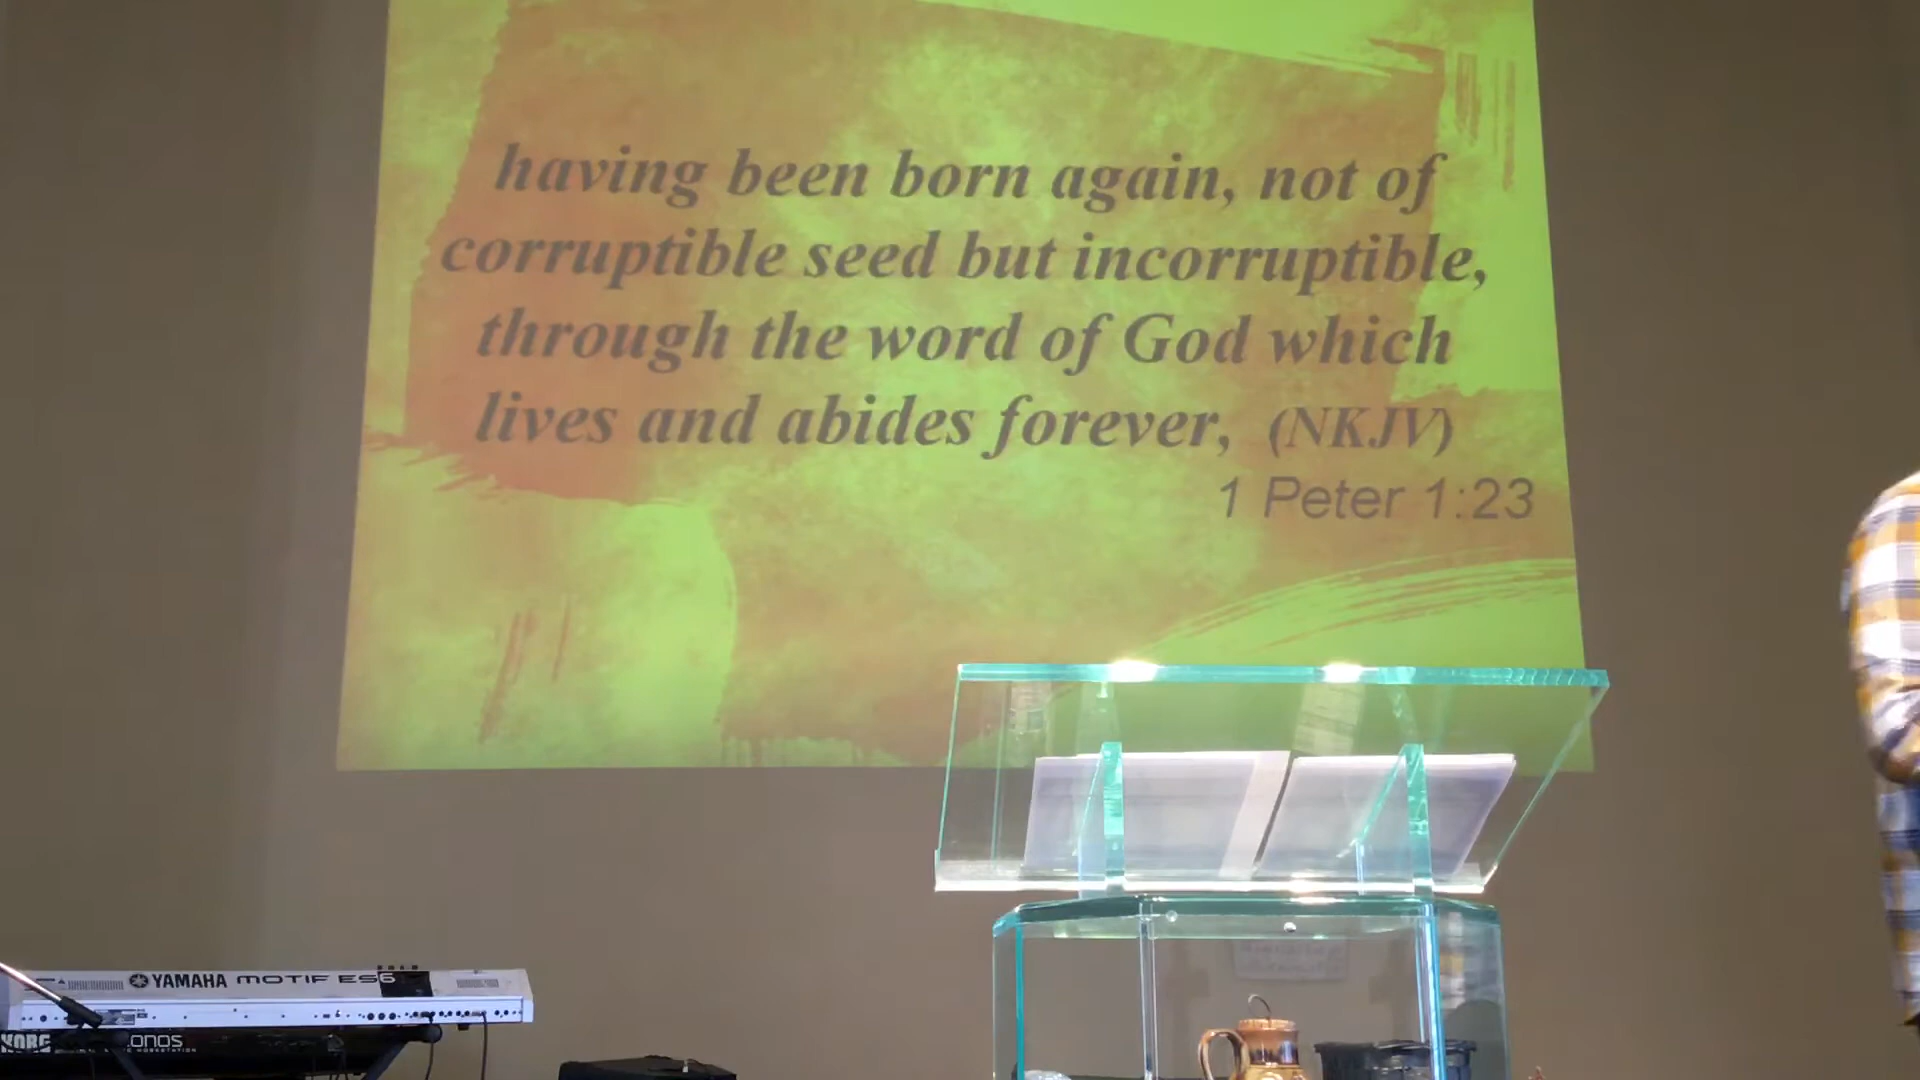 having been born again, not of
corruptible seed but incorruptible,
through the word of God which
lives and abides forever, (NKJV)
1 Peter 1:23
YAMAHA MOTIF ES6
KORG